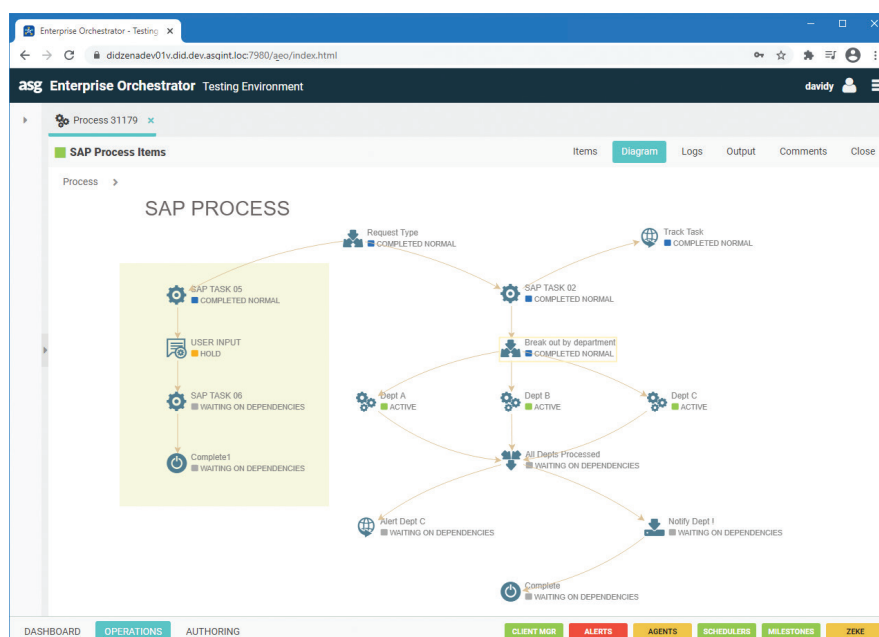 Enterprise Orchestrator - Testing
didzenadev01v.did.dev.asgint.loc:7980/aeo/index.html
asg Enterprise Orchestrator Testing Environment
davidy
Process 31179
SAP Process Items
Items Diagram Logs Output Comments Close
Process
SAP PROCESS
Request Type
COMPLETED NORMAL
Track Task
COMPLETED NORMAL
SAP TASK 05
COMPLETED NORMAL
SAP TASK 02
COMPLETED NORMAL
USER INPUT
HOLD
Break out by department
COMPLETED NORMAL
SAP TASK 06
WAITING ON DEPENDENCIES
Dept A
ACTIVE
Dept B
ACTIVE
Dept C
ACTIVE
Complete1
WAITING ON DEPENDENCIES
All Depts Processed
WAITING ON DEPENDENCIES
Alert Dept C
WAITING ON DEPENDENCIES
Notify Dept !
WAITING ON DEPENDENCIES
Complete
WAITING ON DEPENDENCIES
DASHBOARD OPERATIONS AUTHORING
CLIENT MGR ALERTS AGENTS SCHEDULERS MILESTONES ZEKE